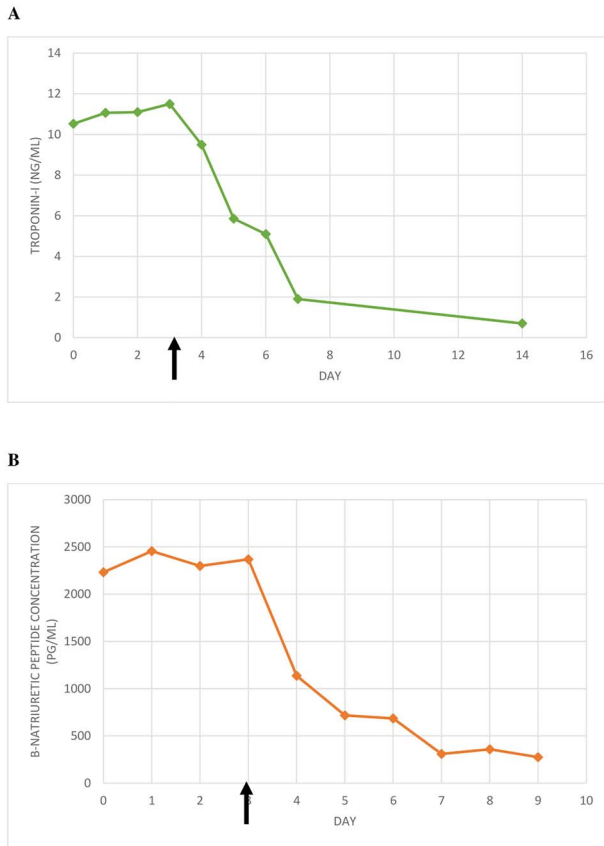 A
14
12
10
8
6
4
2
0
TROPONIN-I (NG/ML)
0 2 4 6 8 10 12 14 16
DAY
B
3000
2500
2000
1500
1000
500
0
B-NATRIURETIC PEPTIDE CONCENTRATION
(PG/ML)
0 1 2 3 4 5 6 7 8 9 10
DAY